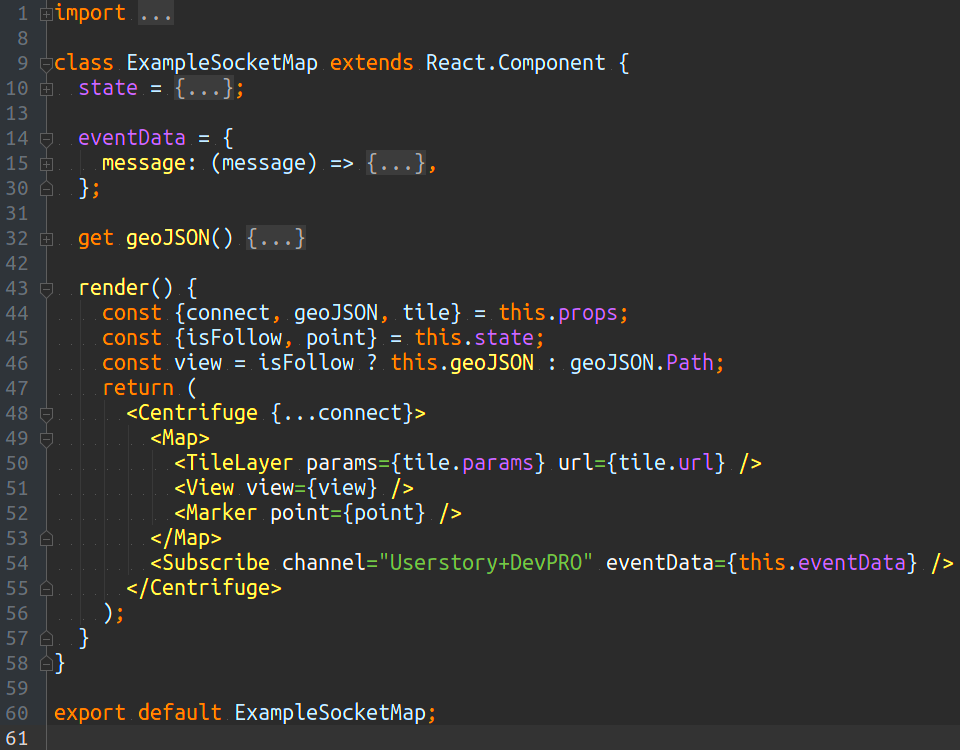 1 import ...
8
9 class ExampleSocketMap extends React.Component {
10   state = {...};
13
14   eventData = {
15     message: (message) => {...},
30   };
31
32   get geoJSON() {...}
42
43   render() {
44     const {connect, geoJSON, tile} = this.props;
45     const {isFollow, point} = this.state;
46     const view = isFollow ? this.geoJSON : geoJSON.Path;
47     return (
48       <Centrifuge {...connect}>
49         <Map>
50           <TileLayer params={tile.params} url={tile.url} />
51           <View view={view} />
52           <Marker point={point} />
53         </Map>
54         <Subscribe channel="Userstory+DevPRO" eventData={this.eventData} />
55       </Centrifuge>
56     );
57   }
58 }
59
60 export default ExampleSocketMap;
61